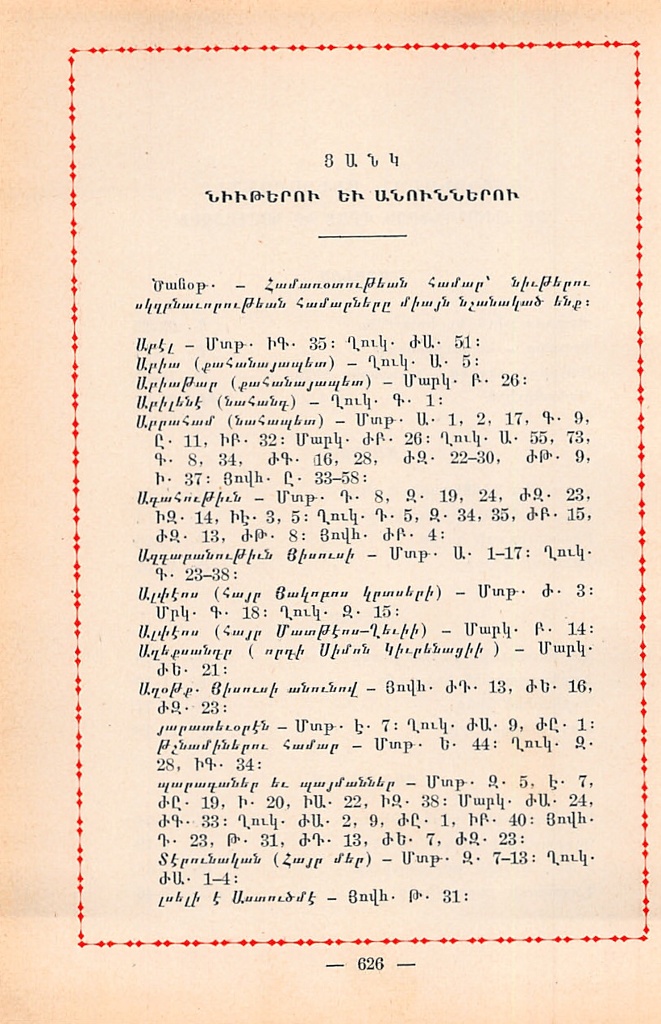 Ց Ա Ն Կ
ՆԻՒԹԵՐՈՒ ԵՒ ԱՆՈՒՆՆԵՐՈՒ
Ծանօթ․ – Համառօտութեան համար՝ նիւթերու
սկզբնաւորութեան համարները միայն նշանակած ենք։
Աբէլ – Մտթ․ ԻԳ․ 35։ Ղուկ․ ԺԱ․ 51։
Աբիա (քահանայապետ) – Ղուկ․ Ա․ 5։
Աբիաթար (քահանայապետ) – Մարկ․ Բ․ 26։
Աբիլենէ (նահանգ) – Ղուկ․ Գ․ 1։
Աբրահամ (նահապետ) – Մտթ․ Ա․ 1, 2, 17, Գ․ 9,
Ը․ 11, ԻԲ․ 32։ Մարկ․ ԺԲ․ 26։ Ղուկ․ Ա․ 55, 73,
Գ․ 8, 34, ԺԳ․ 16, 28, ԺԶ․ 22–30, ԺԹ․ 9,
Ի․ 37։ Յովհ․ Ը․ 33–58։
Ագահութիւն – Մտթ․ Դ․ 8, Զ․ 19, 24, ԺԶ․ 23,
ԻԶ․ 14, ԻԷ․ 3, 5։ Ղուկ․ Դ․ 5, Զ․ 34, 35, ԺԲ․ 15,
ԺԶ․ 13, ԺԹ․ 8։ Յովհ․ ԺԲ․ 4։
Ազգաբանութիւն Յիսուսի – Մտթ․ Ա․ 1–17։ Ղուկ․
Գ․ 23–38։
Ալփէոս (հայր Յակոբոս կրտսերի) – Մտթ․ Ժ․ 3։
Մրկ․ Գ․ 18։ Ղուկ․ Զ․ 15։
Ալփէոս (հայր Մատթէոս–Ղեւիի) – Մարկ․ Բ․ 14։
Աղեքսանդր ( որդի Սիմոն Կիւրենացիի ) – Մարկ․
ԺԵ․ 21։
Աղօթք․ Յիսուսի անունով – Յովհ․ ԺԴ․ 13, ԺԵ․ 16,
ԺԶ․ 23։
յարատեւօրէն – Մտթ․ Է․ 7։ Ղուկ․ ԺԱ․ 9, ԺԸ․ 1։
Թշնամիներու համար – Մտթ․ Ե․ 44։ Ղուկ․ Զ․
28, ԻԳ․ 34։
պարագաներ եւ պայմաններ – Մտթ․ Զ․ 5, Է․ 7,
ԺԸ․ 19, Ի․ 20, ԻԱ․ 22, ԻԶ․ 38։ Մարկ․ ԺԱ․ 24,
ԺԳ․ 33։ Ղուկ․ ԺԱ․ 2, 9, ԺԸ․ 1, ԻԲ․ 40։ Յովհ․
Դ․ 23, Թ․ 31, ԺԴ․ 13, ԺԵ․ 7, ԺԶ․ 23։
Տէրունական (Հայր մեր) – Մտթ․ Զ․ 7–13։ Ղուկ․
ԺԱ․ 1–4։
լսելի է Աստուծմէ – Յովհ․ Թ․ 31։
— 626 —